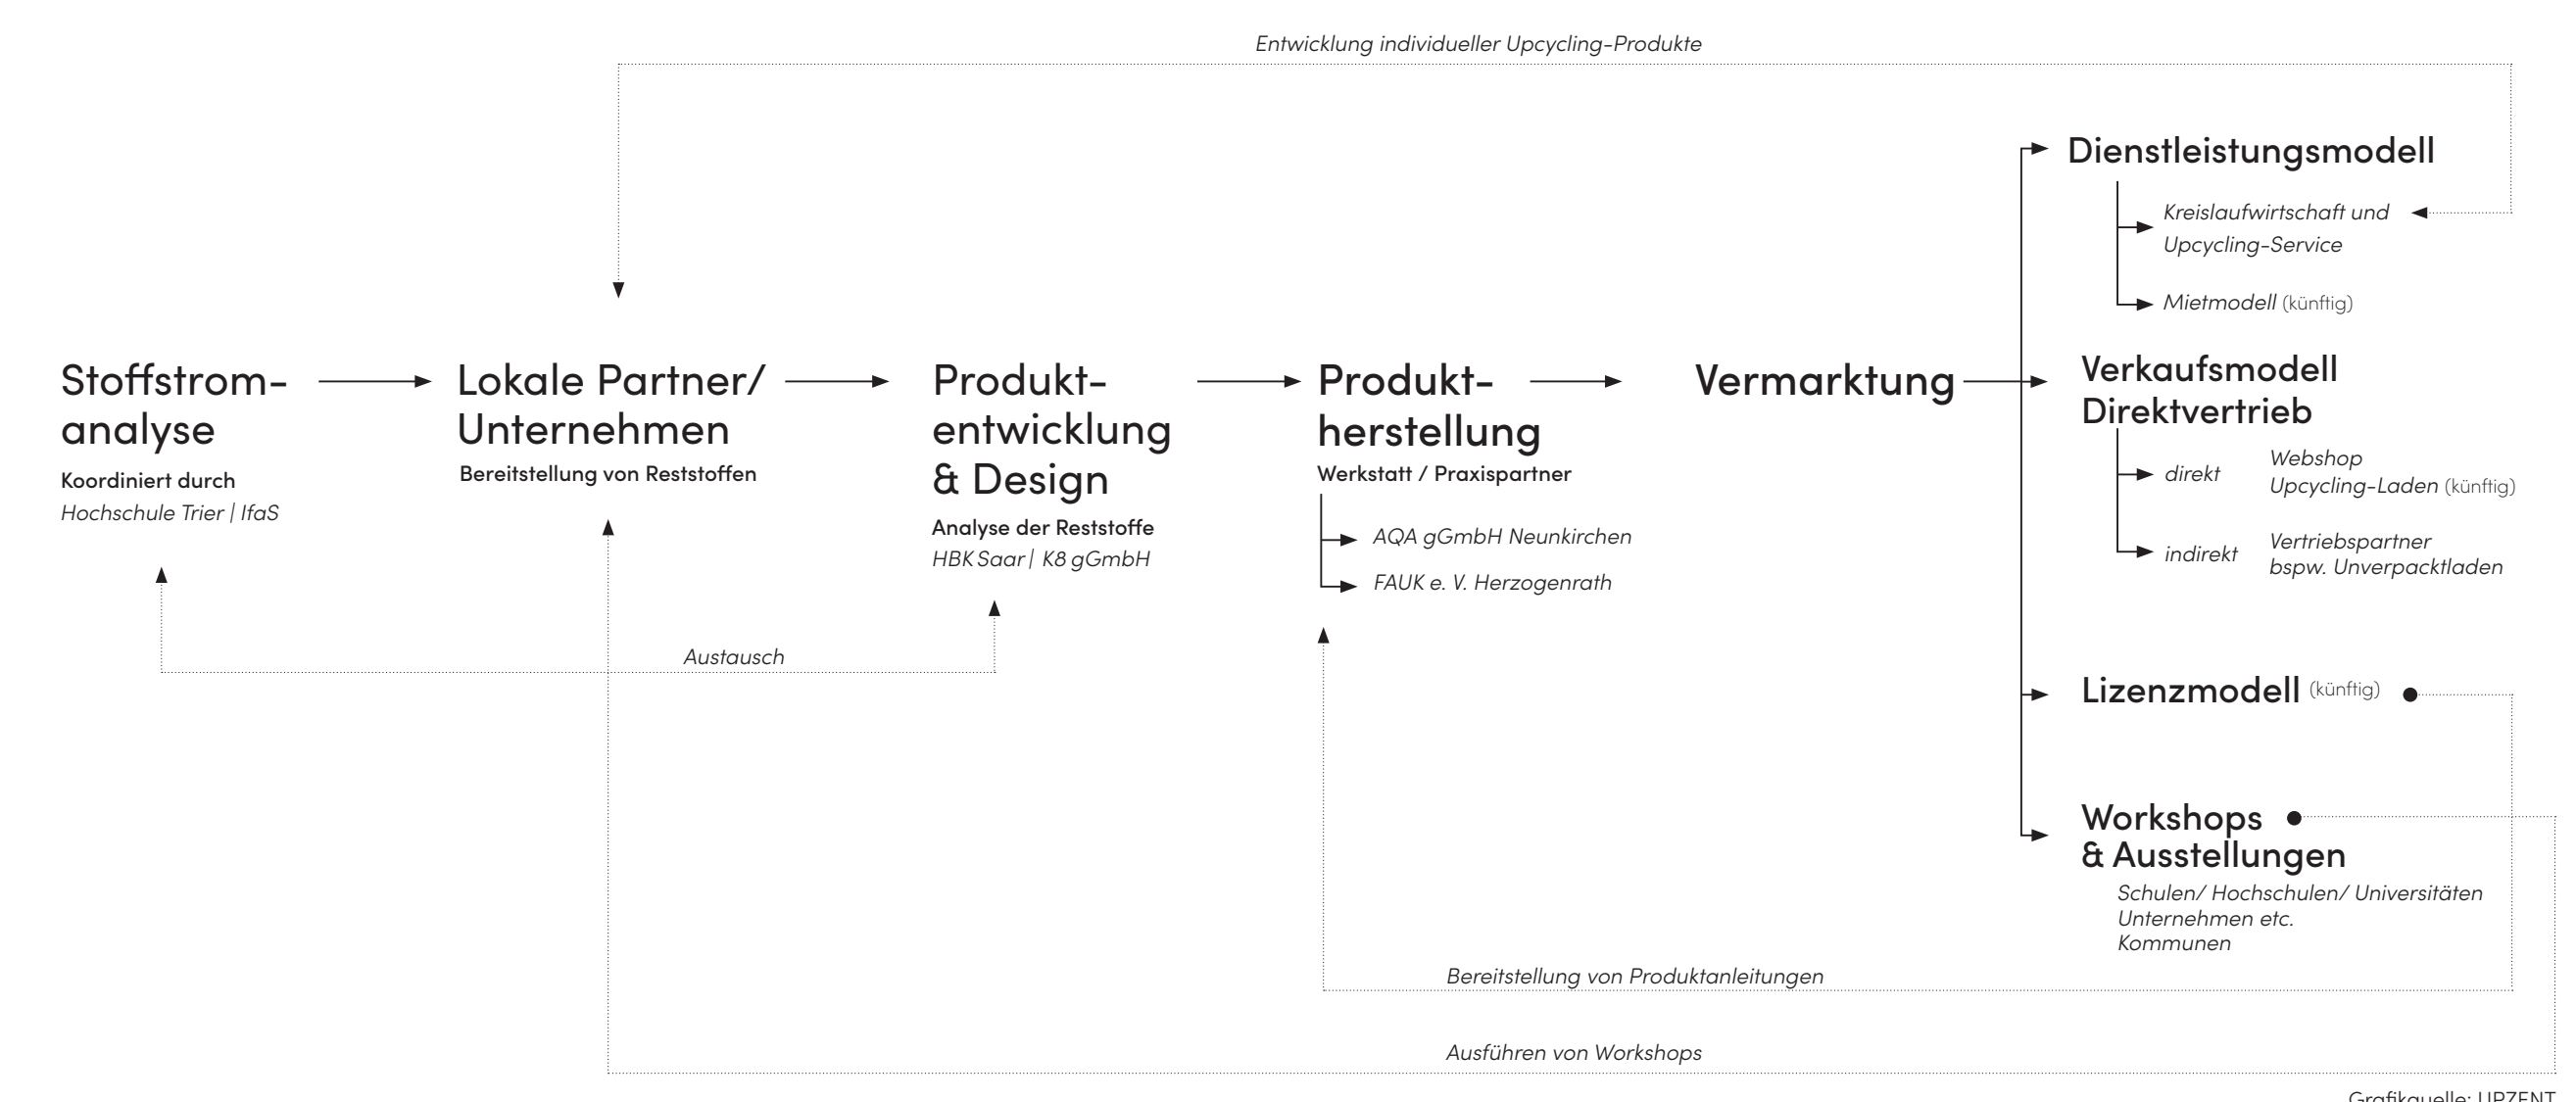 Entwicklung individueller Upcycling-Produkte
Stoffstrom-
analyse
Koordiniert durch
Hochschule Trier | IfaS
Lokale Partner/
Unternehmen
Bereitstellung von Reststoffen
Produkt-
entwicklung
& Design
Analyse der Reststoffe
HBK Saar | K8 gGmbH
Austausch
Produkt-
herstellung
Werkstatt / Praxispartner
AQA gGmbH Neunkirchen
FAUK e. V. Herzogenrath
Vermarktung
Dienstleistungsmodell
Kreislaufwirtschaft und
Upcycling-Service
Mietmodell (künftig)
Verkaufsmodell
Direktvertrieb
direkt
Webshop
Upcycling-Laden (künftig)
indirekt
Vertriebspartner
bspw. Unverpacktladen
Lizenzmodell (künftig)
Workshops
& Ausstellungen
Schulen/ Hochschulen/ Universitäten
Unternehmen etc.
Kommunen
Bereitstellung von Produktanleitungen
Ausführen von Workshops
Grafikquelle: UPZENT